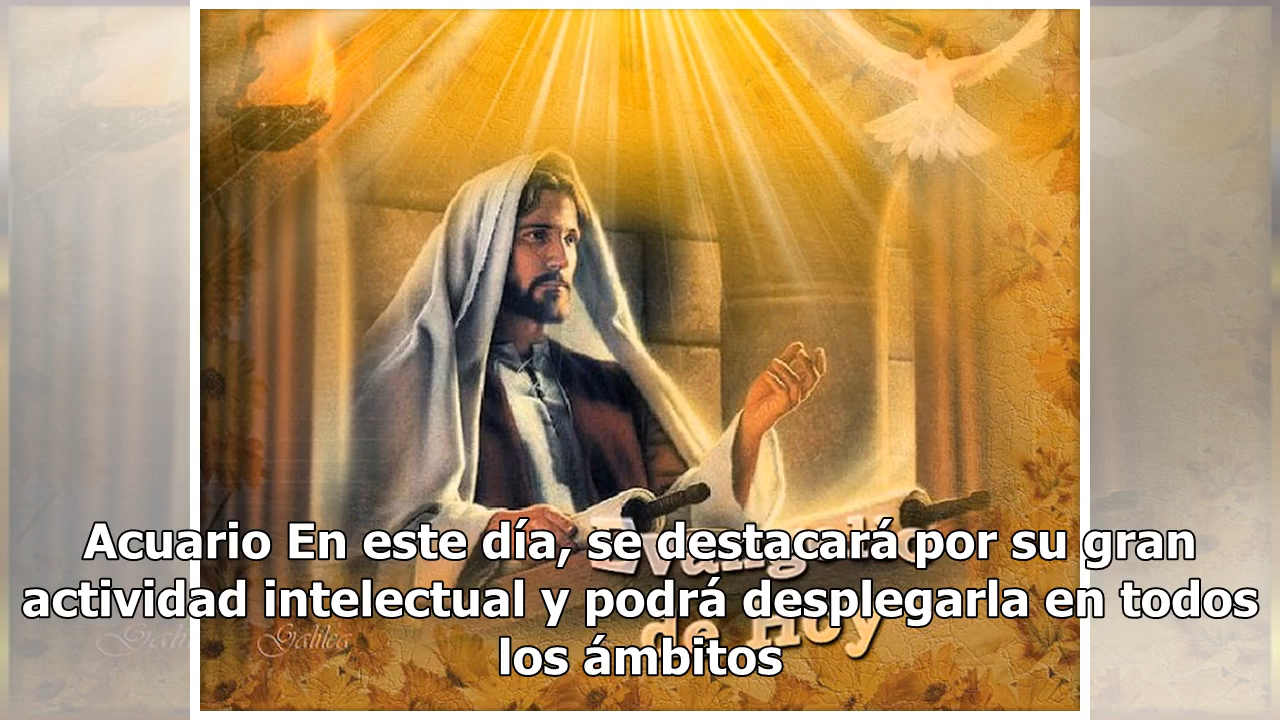 Acuario En este día, se destacará por su gran
actividad intelectual y podrá desplegarla en todos
los ámbitos
Evangelio
de Hoy
Galilea